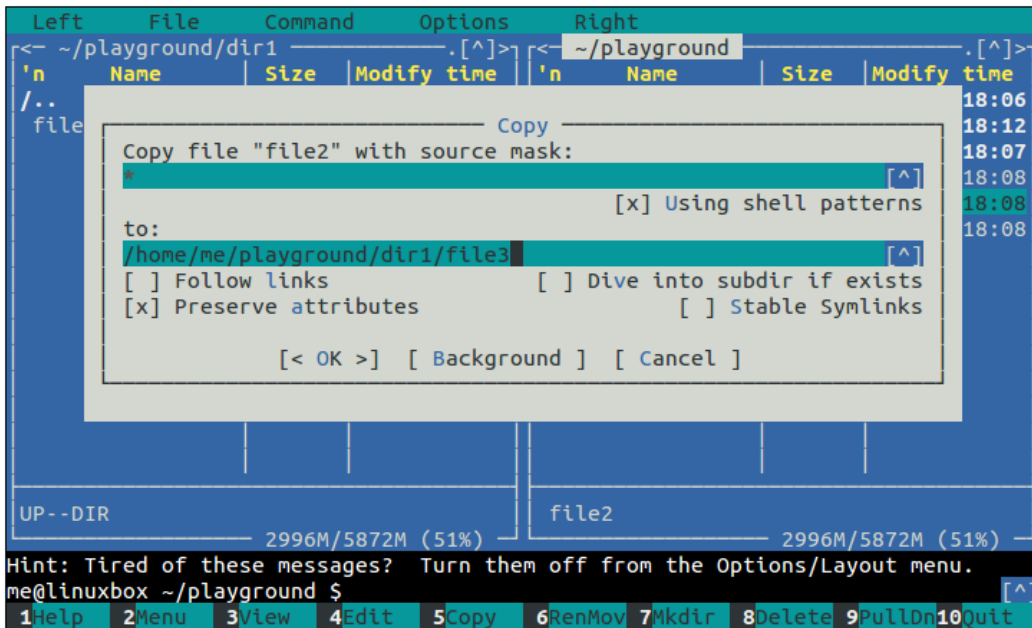 Left File Command Options Right
<─ ~/playground/dir1 ─.[^]> <─ ~/playground ─.[^]>
'n Name Size Modify time 'n Name Size Modify time
/.. 18:06
file 18:12
18:07
18:08
18:08
18:08
Copy
Copy file "file2" with source mask:
* [^]
[x] Using shell patterns
to:
/home/me/playground/dir1/file3 [^]
[ ] Follow links [ ] Dive into subdir if exists
[x] Preserve attributes [ ] Stable Symlinks
[< OK >] [ Background ] [ Cancel ]
UP--DIR file2
2996M/5872M (51%) 2996M/5872M (51%)
Hint: Tired of these messages? Turn them off from the Options/Layout menu.
me@linuxbox ~/playground $ [^]
1Help 2Menu 3View 4Edit 5Copy 6RenMov 7Mkdir 8Delete 9PullDn 10Quit